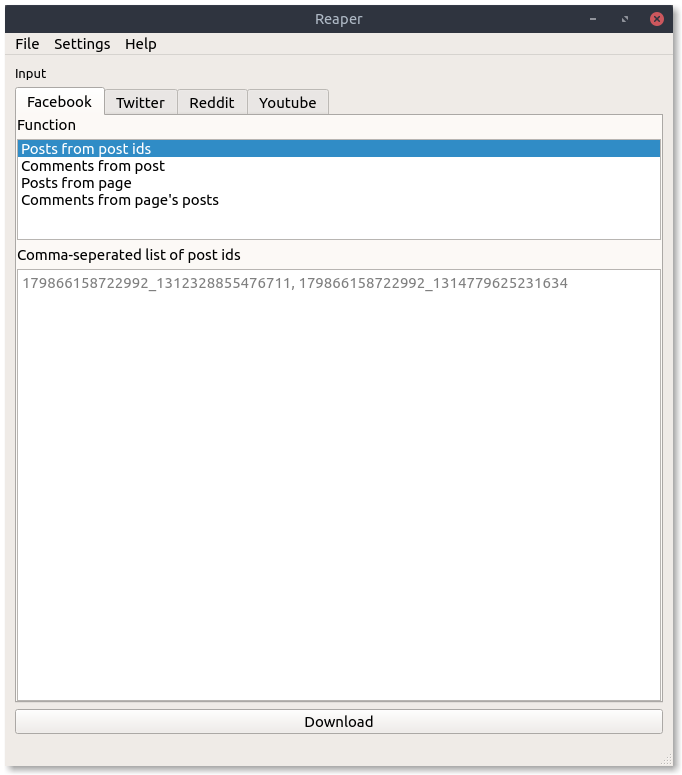 Reaper
File Settings Help
Input
Facebook Twitter Reddit Youtube
Function
Posts from post ids
Comments from post
Posts from page
Comments from page's posts
Comma-seperated list of post ids
179866158722992_1312328855476711, 179866158722992_1314779625231634
Download